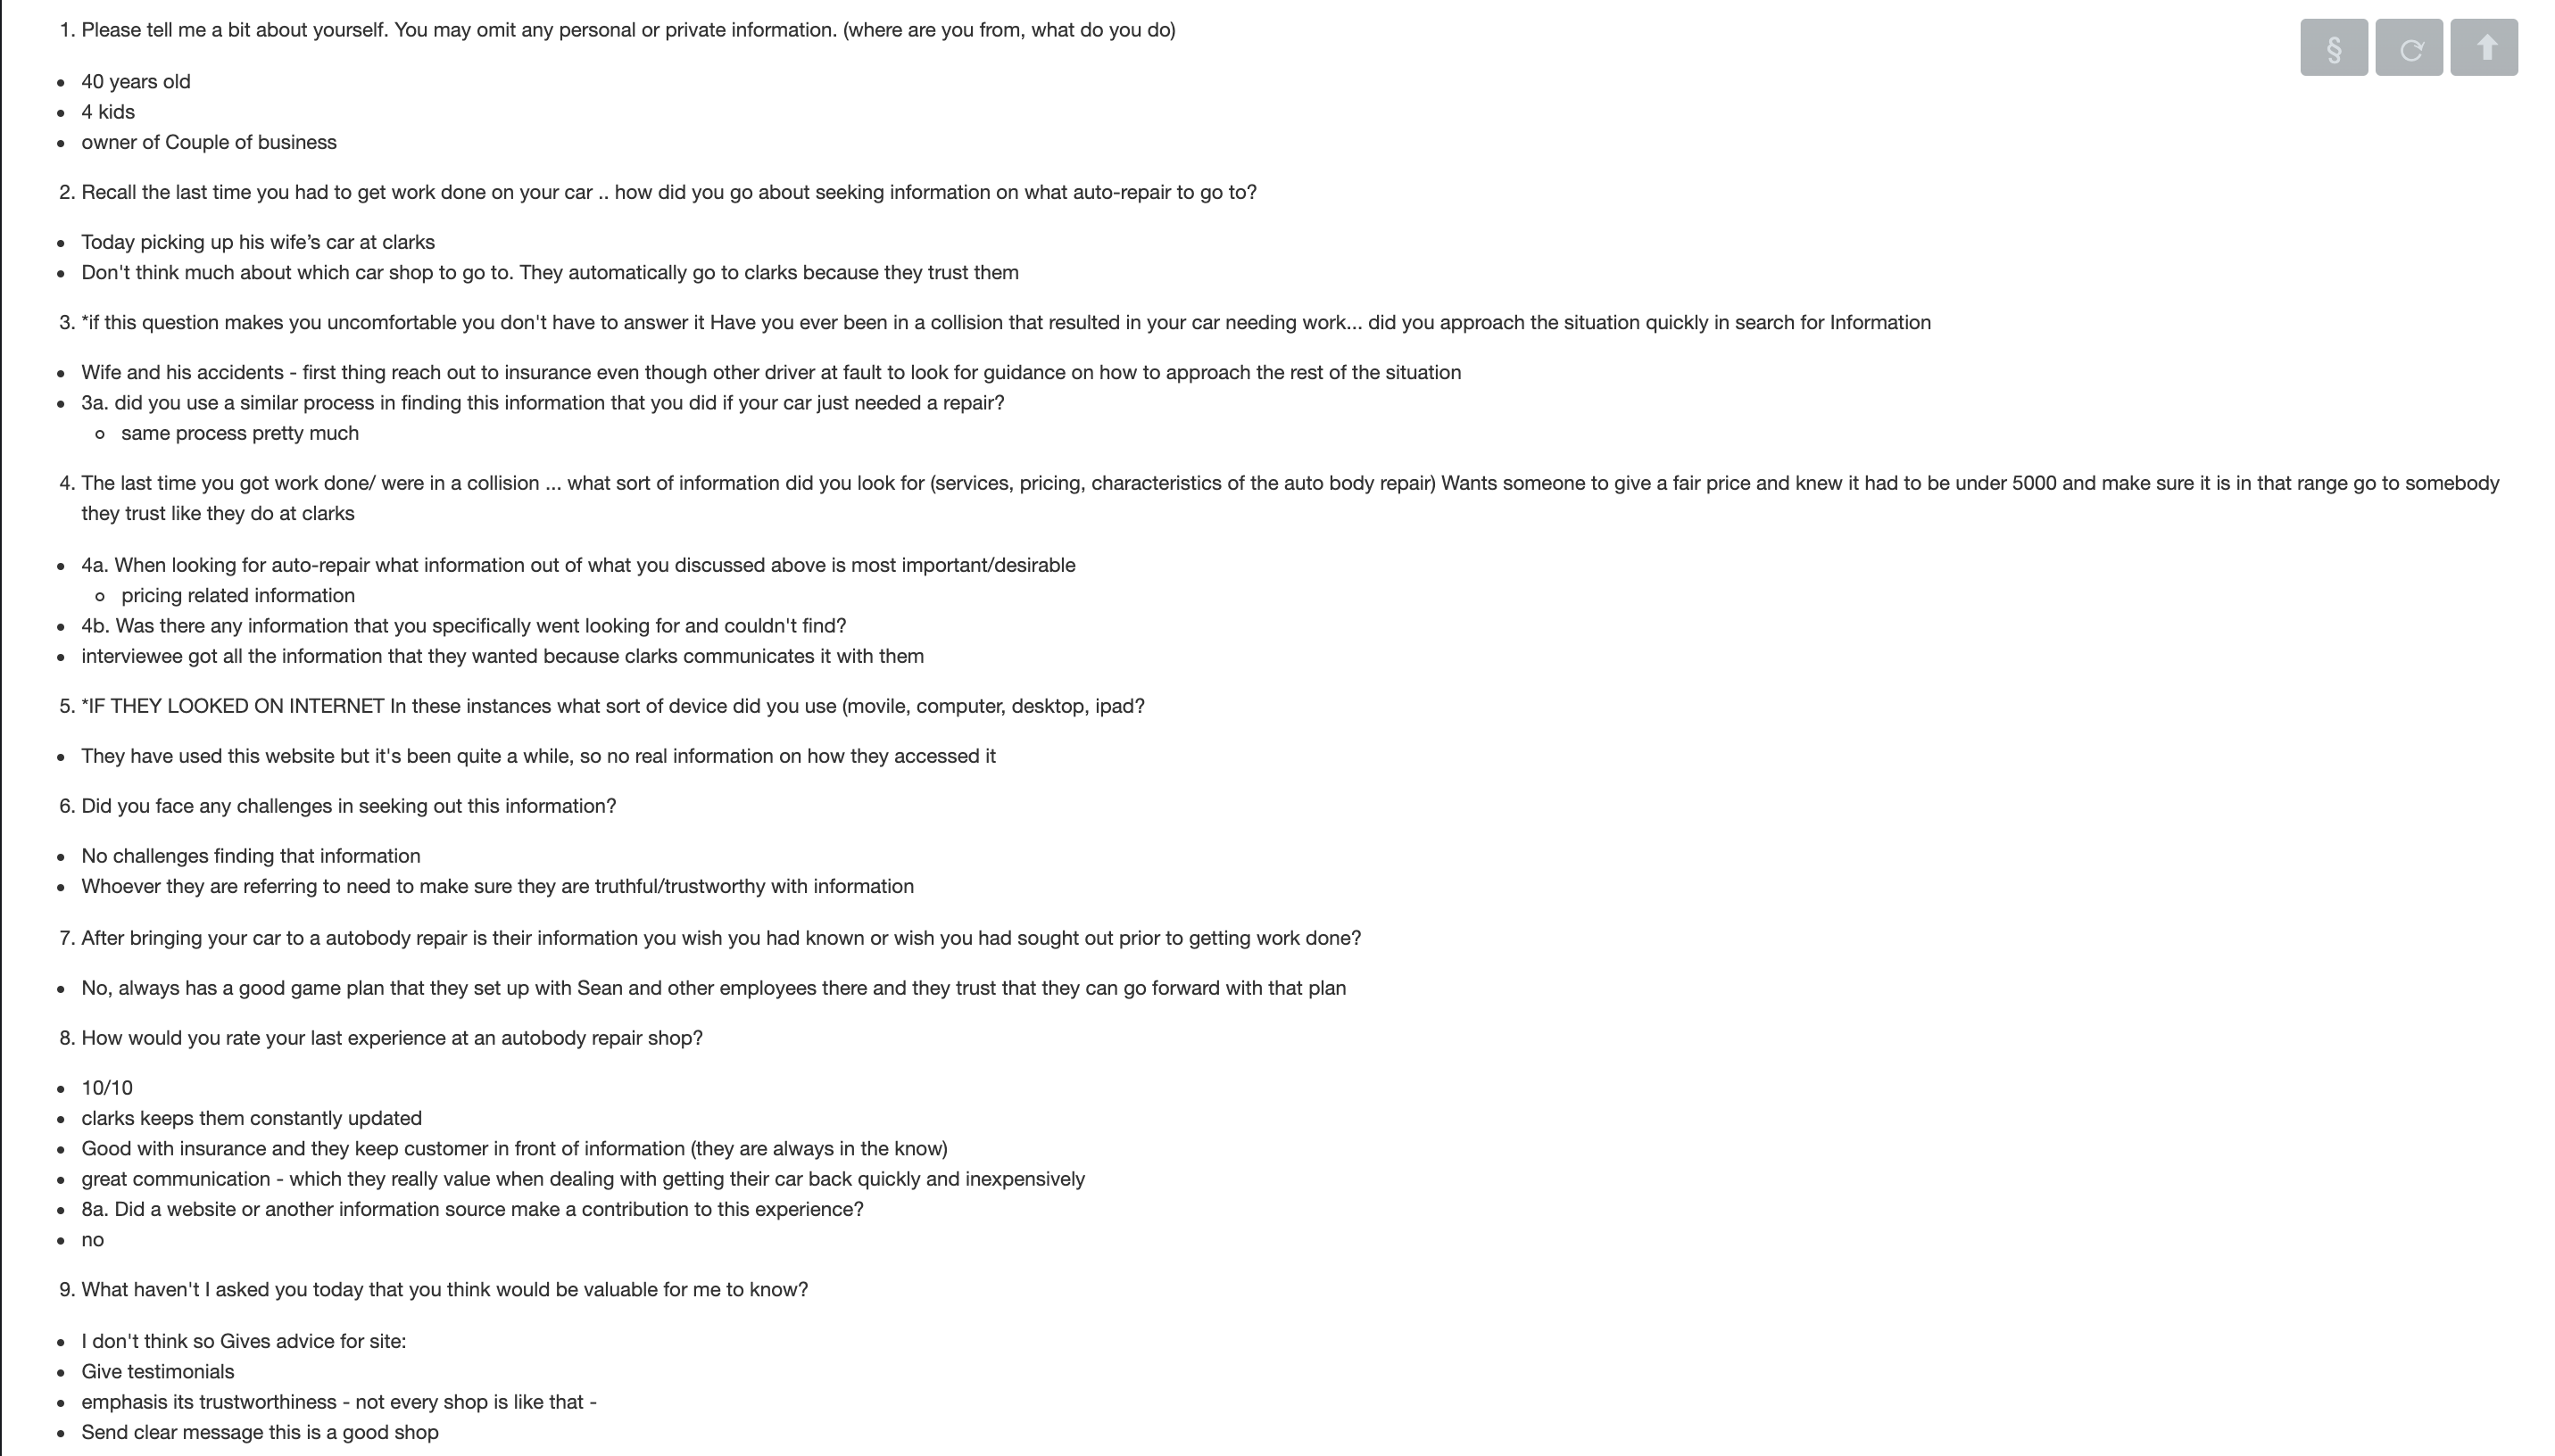 1. Please tell me a bit about yourself. You may omit any personal or private information. (where are you from, what do you do)
• 40 years old
• 4 kids
• owner of Couple of business
2. Recall the last time you had to get work done on your car .. how did you go about seeking information on what auto-repair to go to?
• Today picking up his wife’s car at clarks
• Don't think much about which car shop to go to. They automatically go to clarks because they trust them
3. *if this question makes you uncomfortable you don't have to answer it Have you ever been in a collision that resulted in your car needing work... did you approach the situation quickly in search for Information
• Wife and his accidents - first thing reach out to insurance even though other driver at fault to look for guidance on how to approach the rest of the situation
• 3a. did you use a similar process in finding this information that you did if your car just needed a repair?
○ same process pretty much
4. The last time you got work done/ were in a collision ... what sort of information did you look for (services, pricing, characteristics of the auto body repair) Wants someone to give a fair price and knew it had to be under 5000 and make sure it is in that range go to somebody
they trust like they do at clarks
• 4a. When looking for auto-repair what information out of what you discussed above is most important/desirable
○ pricing related information
• 4b. Was there any information that you specifically went looking for and couldn't find?
• interviewee got all the information that they wanted because clarks communicates it with them
5. *IF THEY LOOKED ON INTERNET In these instances what sort of device did you use (movile, computer, desktop, ipad?
• They have used this website but it's been quite a while, so no real information on how they accessed it
6. Did you face any challenges in seeking out this information?
• No challenges finding that information
• Whoever they are referring to need to make sure they are truthful/trustworthy with information
7. After bringing your car to a autobody repair is their information you wish you had known or wish you had sought out prior to getting work done?
• No, always has a good game plan that they set up with Sean and other employees there and they trust that they can go forward with that plan
8. How would you rate your last experience at an autobody repair shop?
• 10/10
• clarks keeps them constantly updated
• Good with insurance and they keep customer in front of information (they are always in the know)
• great communication - which they really value when dealing with getting their car back quickly and inexpensively
• 8a. Did a website or another information source make a contribution to this experience?
• no
9. What haven't I asked you today that you think would be valuable for me to know?
• I don't think so Gives advice for site:
• Give testimonials
• emphasis its trustworthiness - not every shop is like that -
• Send clear message this is a good shop